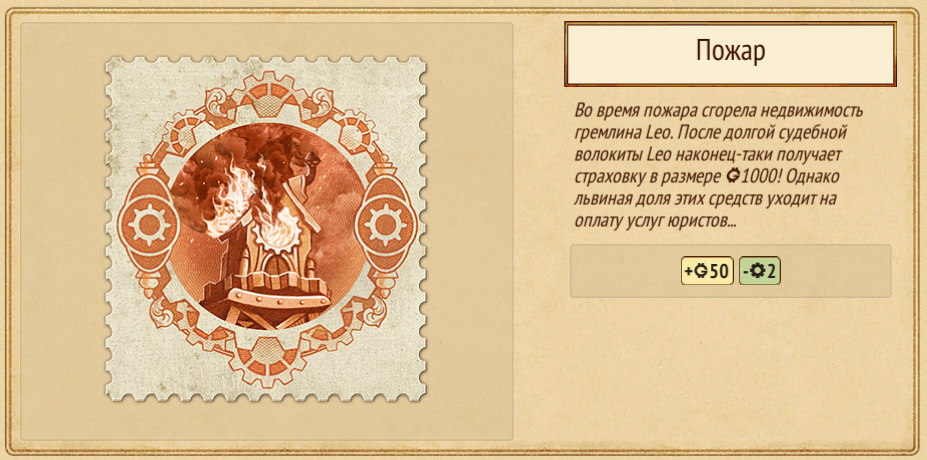 Пожар
Во время пожара сгорела недвижимость
гремлина Leo. После долгой судебной
волокиты Leo наконец-таки получает
страховку в размере 1000! Однако
львиная доля этих средств уходит на
оплату услуг юристов...
+50 -2